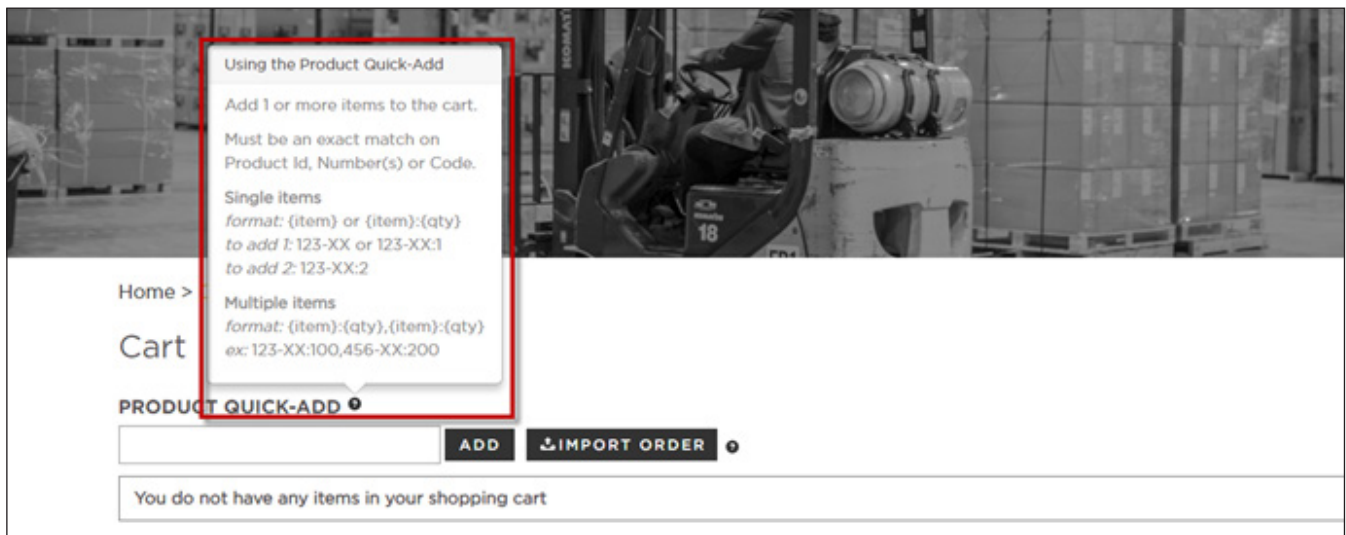 KOMATSU
Using the Product Quick-Add
Add 1 or more items to the cart.
Must be an exact match on
Product Id, Number(s) or Code.
Single items
format: {item} or {item}:{qty}
to add 1: 123-XX or 123-XX:1
to add 2: 123-XX:2
Multiple items
format: {item}:{qty},{item}:{qty}
ex: 123-XX:100,456-XX:200
18
Home >
Cart
PRODUCT QUICK-ADD
ADD
IMPORT ORDER
You do not have any items in your shopping cart